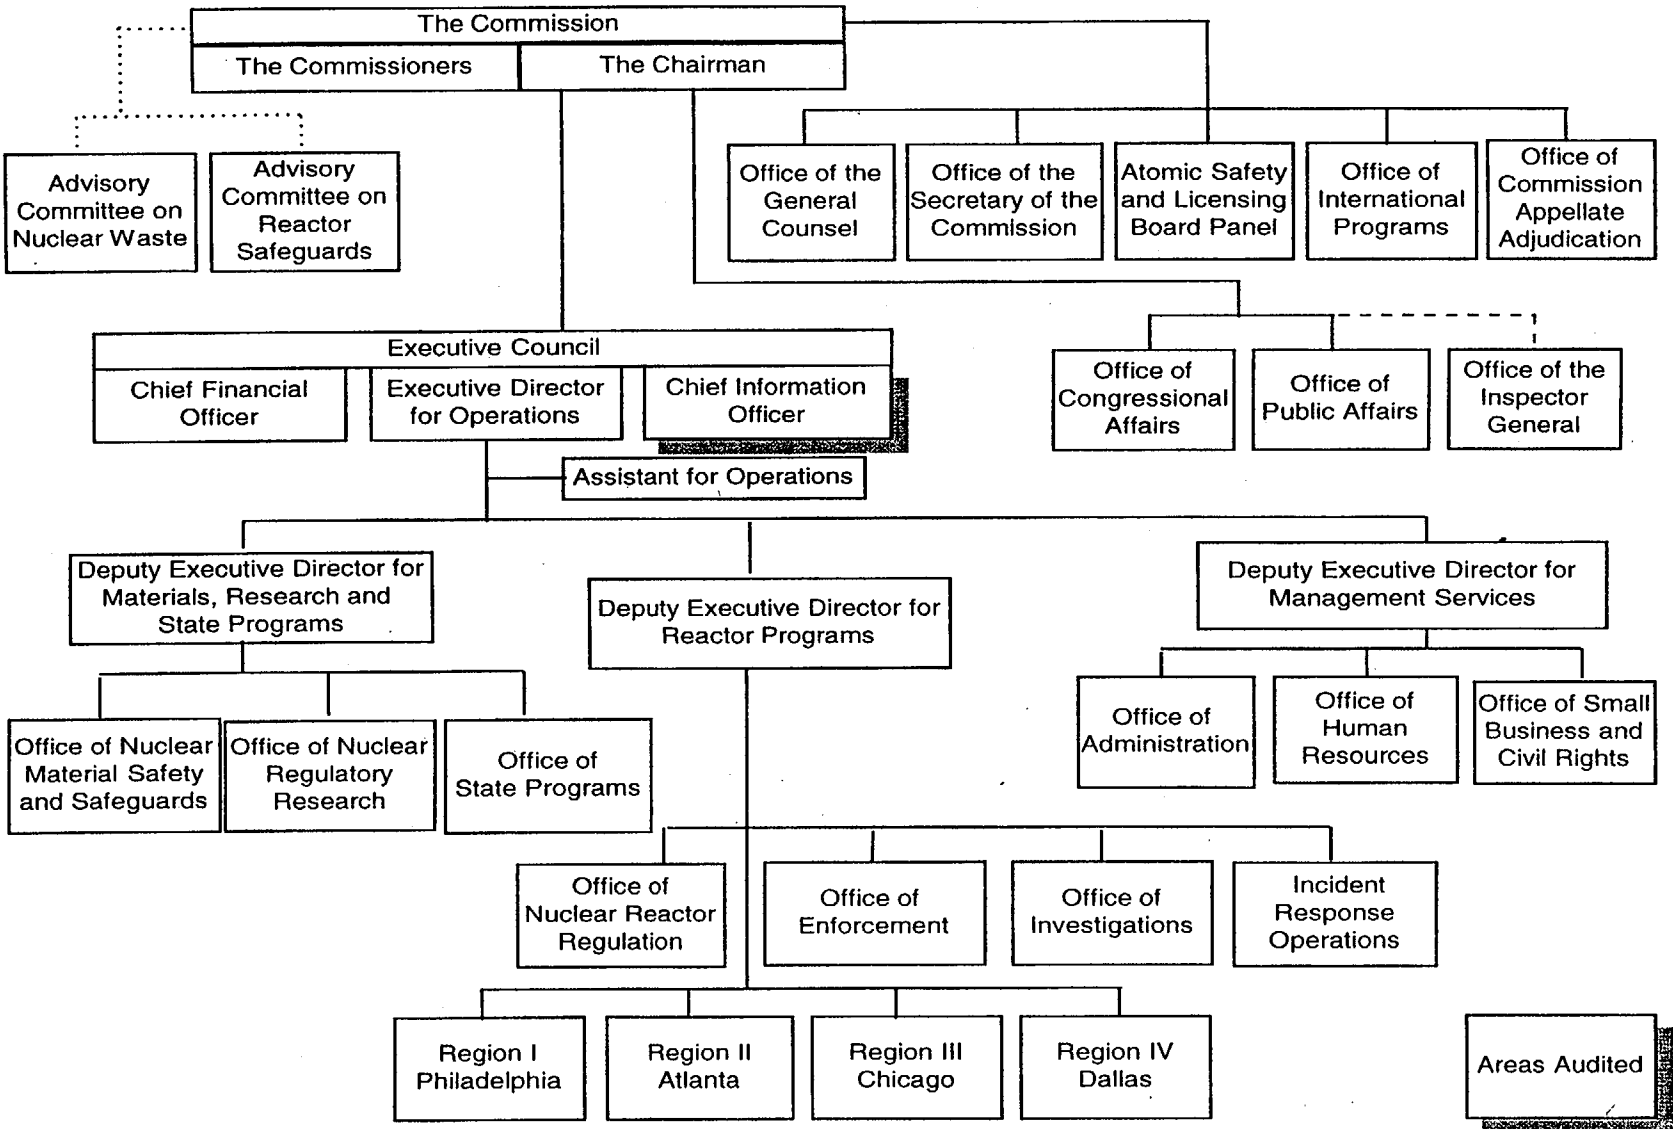 The Commission
The Commissioners
The Chairman
Advisory
Committee on
Nuclear Waste
Advisory
Committee on
Reactor
Safeguards
Office of the
General
Counsel
Office of the
Secretary of the
Commission
Atomic Safety
and Licensing
Board Panel
Office of
International
Programs
Office of
Commission
Appellate
Adjudication
Executive Council
Chief Financial
Officer
Executive Director
for Operations
Chief Information
Officer
Office of
Congressional
Affairs
Office of
Public Affairs
Office of the
Inspector
General
Assistant for Operations
Deputy Executive Director for
Materials, Research and
State Programs
Deputy Executive Director for
Reactor Programs
Deputy Executive Director for
Management Services
Office of Nuclear
Material Safety
and Safeguards
Office of Nuclear
Regulatory
Research
Office of
State Programs
Office of
Administration
Office of
Human
Resources
Office of Small
Business and
Civil Rights
Office of
Nuclear Reactor
Regulation
Office of
Enforcement
Office of
Investigations
Incident
Response
Operations
Region I
Philadelphia
Region II
Atlanta
Region III
Chicago
Region IV
Dallas
Areas Audited